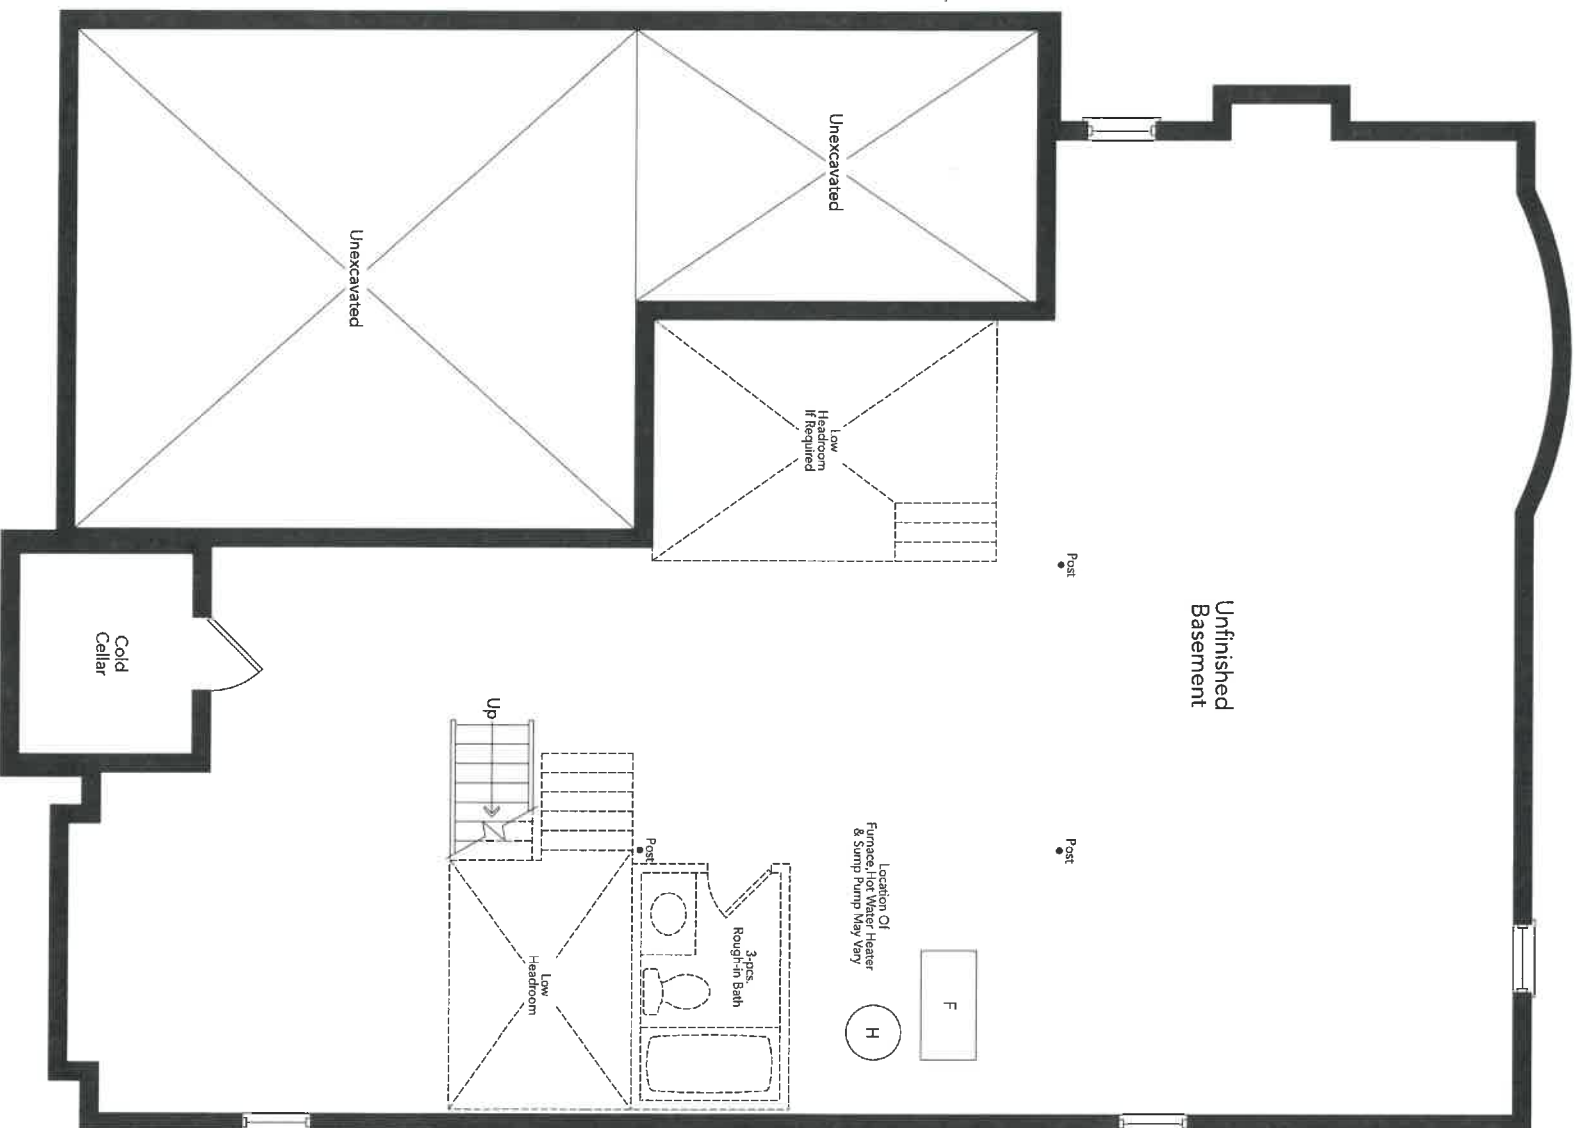 Unexcavated
Unexcavated
Low
Headroom
If Required
Post
Unfinished
Basement
Cold
Cellar
Up
Post
Post
Location Of
Furnace,Hot Water Heater
& Sump Pump May Vary
3-pcs.
Rough-in Bath
Low
Headroom
F
H